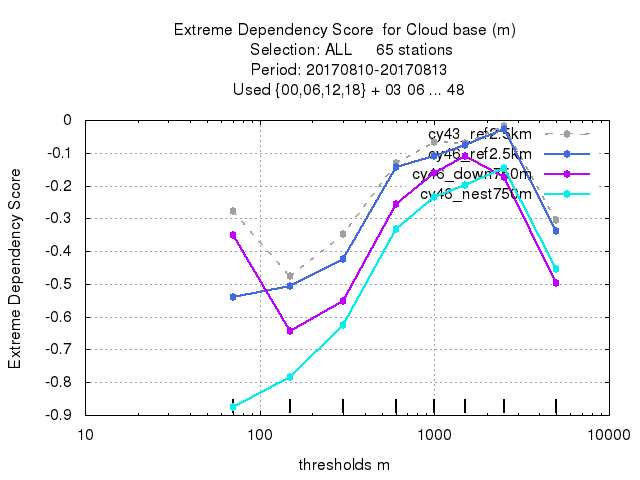 Extreme Dependency Score  for Cloud base (m)
Selection: ALL     65 stations
Period: 20170810-20170813
Used {00,06,12,18} + 03 06 ... 48
Extreme Dependency Score
0
-0.1
-0.2
-0.3
-0.4
-0.5
-0.6
-0.7
-0.8
-0.9
cy43_ref2.5km
cy46_ref2.5km
cy46_down750m
cy46_nest750m
10
100
1000
10000
thresholds m